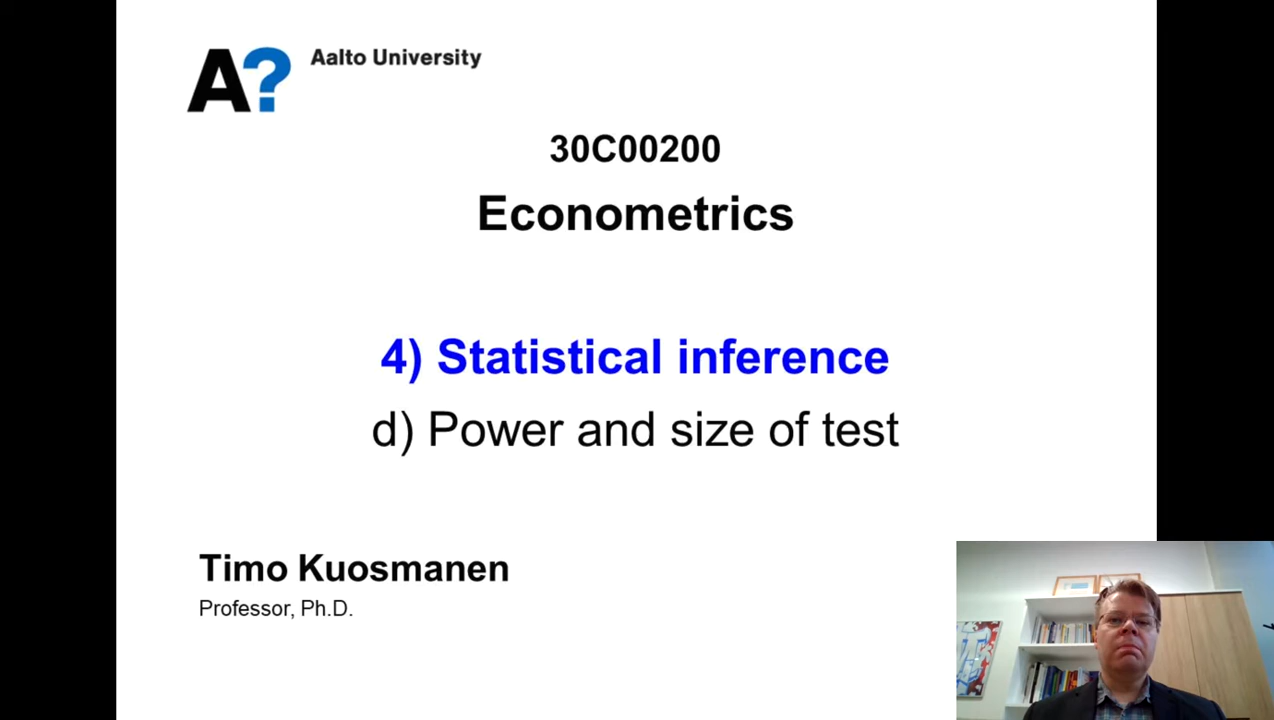 A?
Aalto University
30C00200
Econometrics
4) Statistical inference
d) Power and size of test
Timo Kuosmanen
Professor, Ph.D.